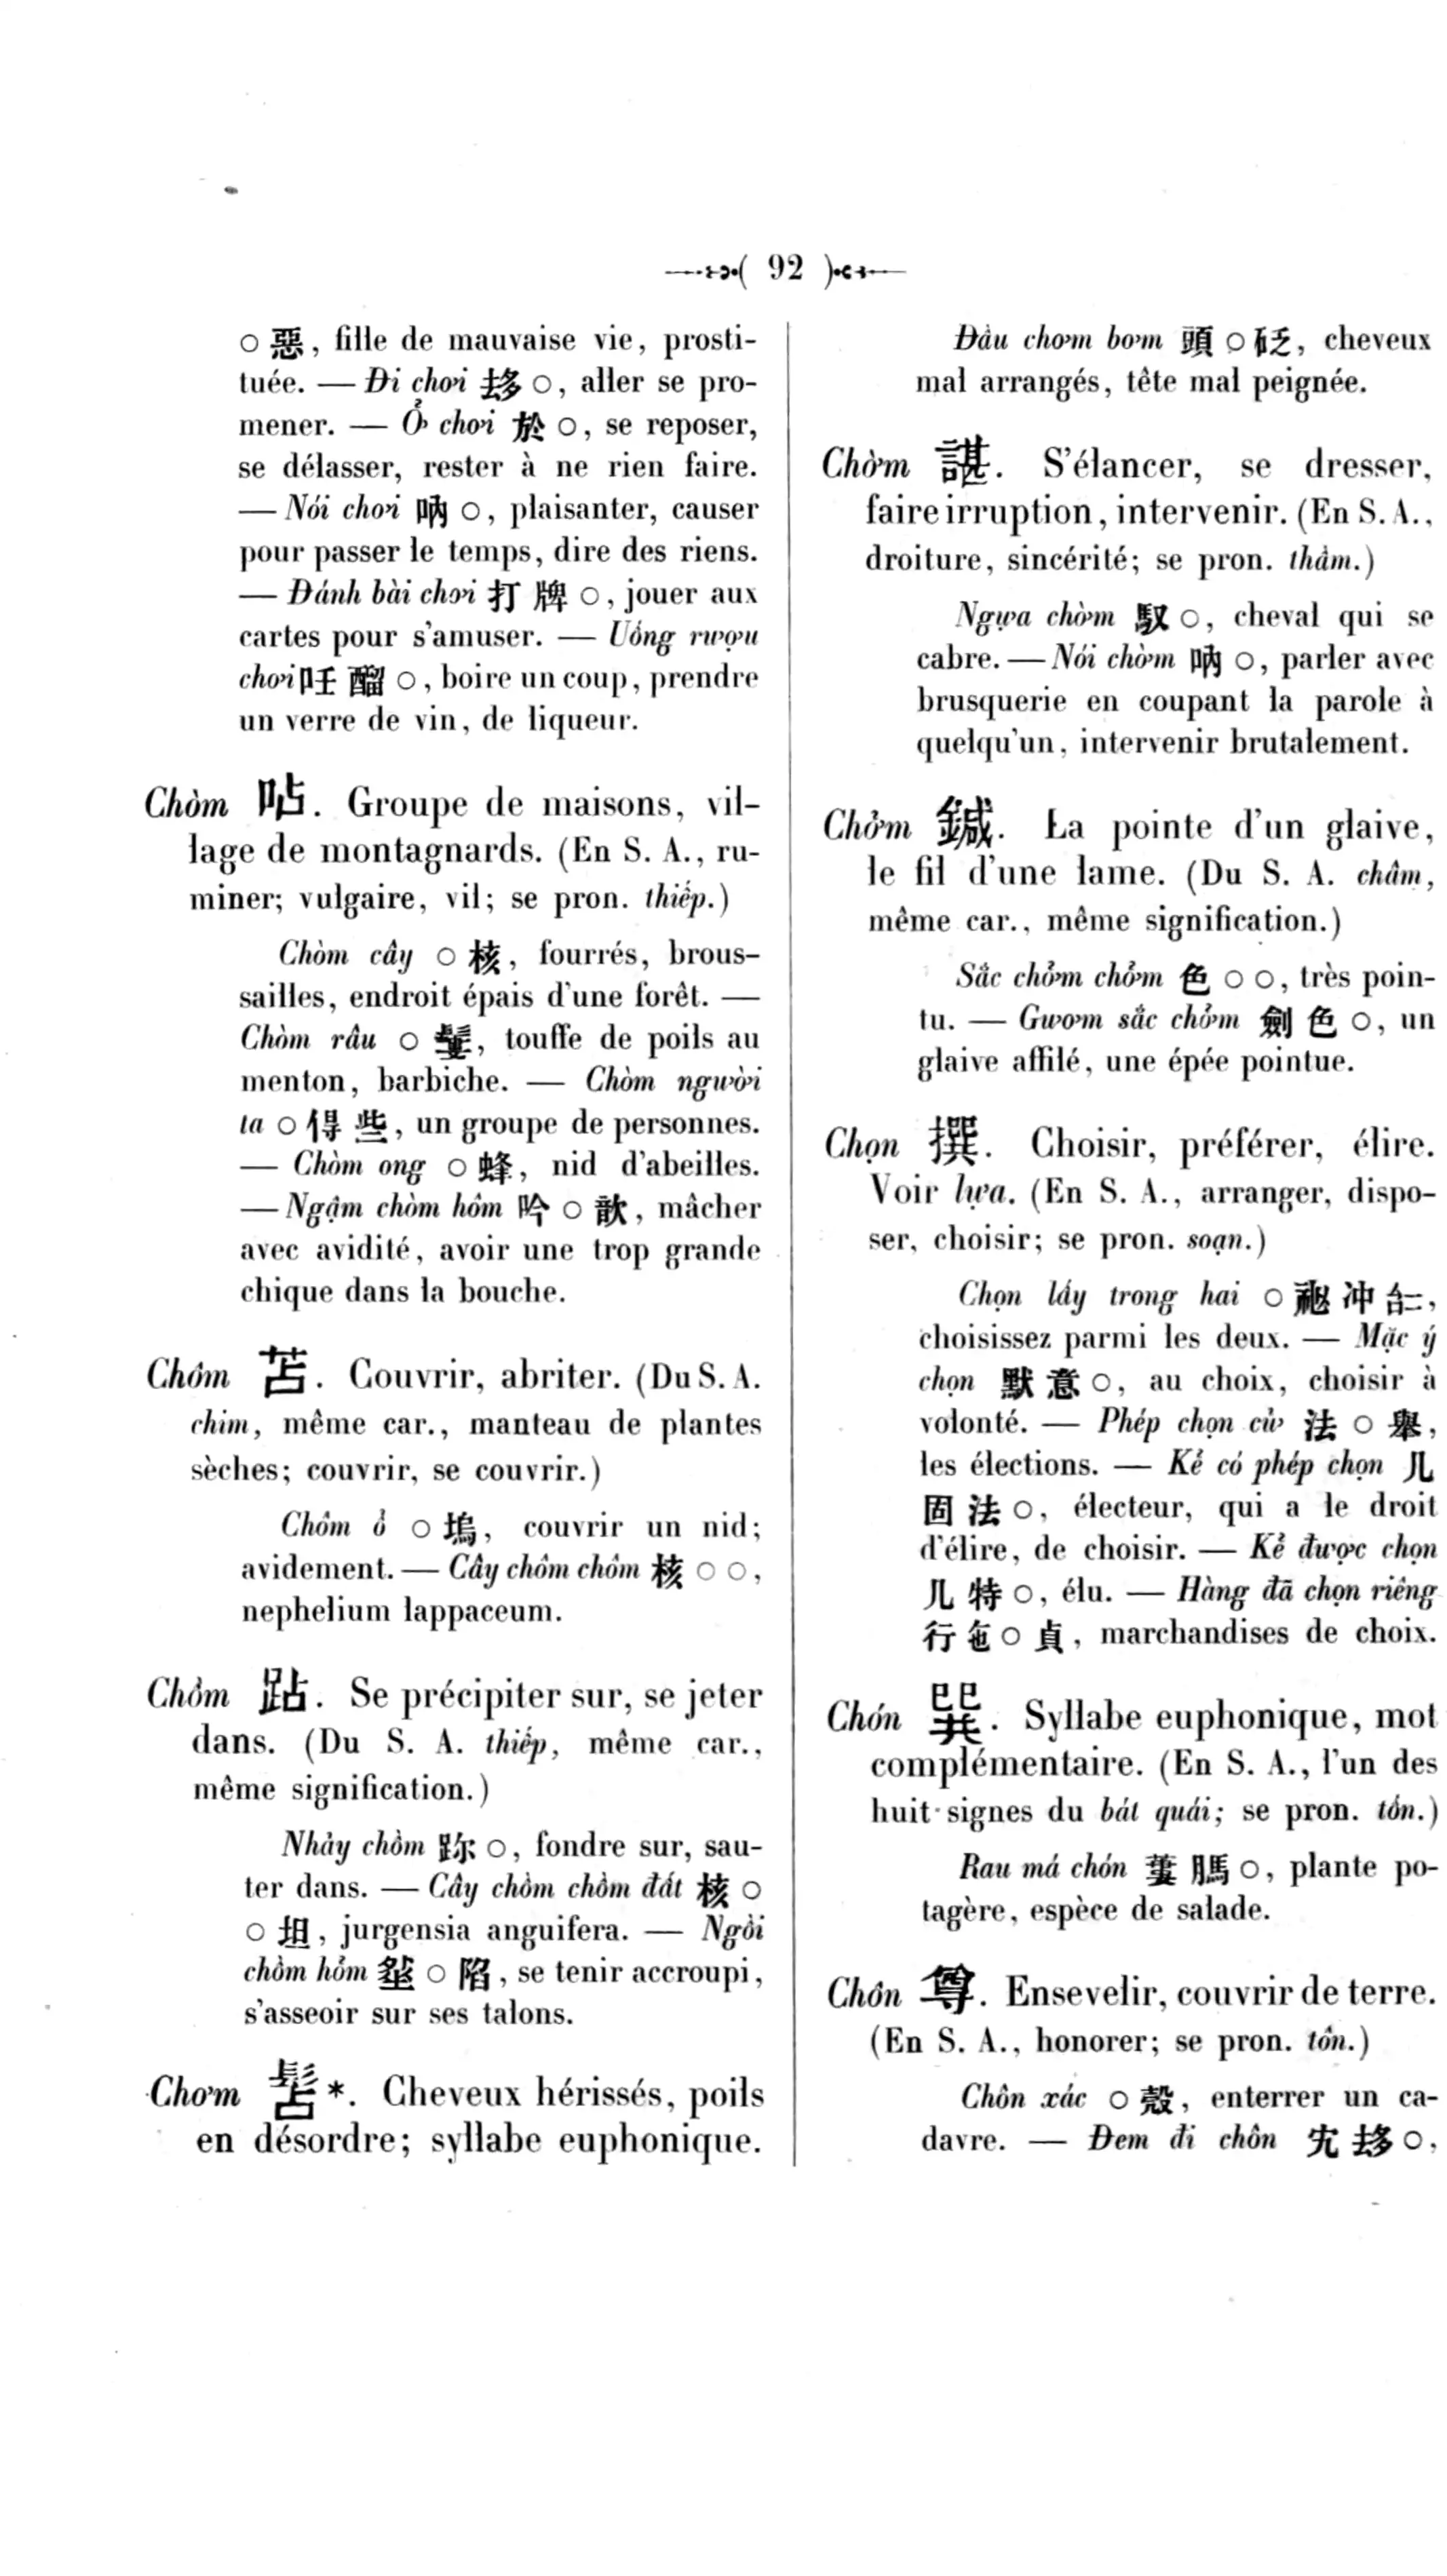 ( 92 )
○ 惡, fille de mauvaise vie, prosti-
tuée. — Đi chơi 𠫾 ○, aller se pro-
mener. — Ở chơi 於 ○, se reposer,
se délasser, rester à ne rien faire.
— Nói chơi 吶 ○, plaisanter, causer
pour passer le temps, dire des riens.
— Đánh bài chơi 打 牌 ○, jouer aux
cartes pour s'amuser. — Uống rượu
chơi 㕵 醪 ○, boire un coup, prendre
un verre de vin, de liqueur.
Chòm 呫. Groupe de maisons, vil-
lage de montagnards. (En S. A., ru-
miner; vulgaire, vil; se pron. thiếp.)
Chòm cây ○ 核, fourrés, brous-
sailles, endroit épais d'une forêt. —
Chòm râu ○ 鬚, touffe de poils au
menton, barbiche. — Chòm người
ta ○ 㝵 些, un groupe de personnes.
— Chòm ong ○ 蜂, nid d'abeilles.
— Ngậm chòm hôm 吟 ○ 歆, mâcher
avec avidité, avoir une trop grande
chique dans la bouche.
Chôm 苫. Couvrir, abriter. (Du S. A.
chim, même car., manteau de plantes
sèches; couvrir, se couvrir.)
Chôm ổ ○ 塢, couvrir un nid;
avidement. — Cây chôm chôm 核 ○ ○,
nephelium lappaceum.
Chồm 跕. Se précipiter sur, se jeter
dans. (Du S. A. thiếp, même car.,
même signification.)
Nhảy chồm ○, fondre sur, sau-
ter dans. — Cây chồm chồm đất 核 ○
○ 坦, jurgensia anguifera. — Ngồi
chồm hỏm ○ 陷, se tenir accroupi,
s'asseoir sur ses talons.
Chơm 髻 *. Cheveux hérissés, poils
en désordre; syllabe euphonique.
Đầu chơm bơm 頭 ○ 砭, cheveux
mal arrangés, tête mal peignée.
Chờm 諶. S'élancer, se dresser,
faire irruption, intervenir. (En S. A.,
droiture, sincérité; se pron. thầm.)
Ngựa chờm 馭 ○, cheval qui se
cabre. — Nói chờm 吶 ○, parler avec
brusquerie en coupant la parole à
quelqu'un, intervenir brutalement.
Chởm 鍼. La pointe d'un glaive,
le fil d'une lame. (Du S. A. châm,
même car., même signification.)
Sắc chởm chởm 色 ○ ○, très poin-
tu. — Gươm sắc chởm 劍 色 ○, un
glaive affilé, une épée pointue.
Chọn 撰. Choisir, préférer, élire.
Voir lựa. (En S. A., arranger, dispo-
ser, choisir; se pron. soạn.)
Chọn lấy trong hai ○ 冲 𠄩,
choisissez parmi les deux. — Mặc ý
chọn 默 意 ○, au choix, choisir à
volonté. — Phép chọn cử 法 ○ 舉,
les élections. — Kẻ có phép chọn 几
固 法 ○, électeur, qui a le droit
d'élire, de choisir. — Kẻ được chọn
几 特 ○, élu. — Hàng đã chọn riêng
行 㐌 ○ 貞, marchandises de choix.
Chón 巽. Syllabe euphonique, mot
complémentaire. (En S. A., l'un des
huit signes du bát quái; se pron. tốn.)
Rau má chón 蔞 ○, plante po-
tagère, espèce de salade.
Chôn 尊. Ensevelir, couvrir de terre.
(En S. A., honorer; se pron. tôn.)
Chôn xác ○ 殼, enterrer un ca-
davre. — Đem đi chôn 𠫾 ○,